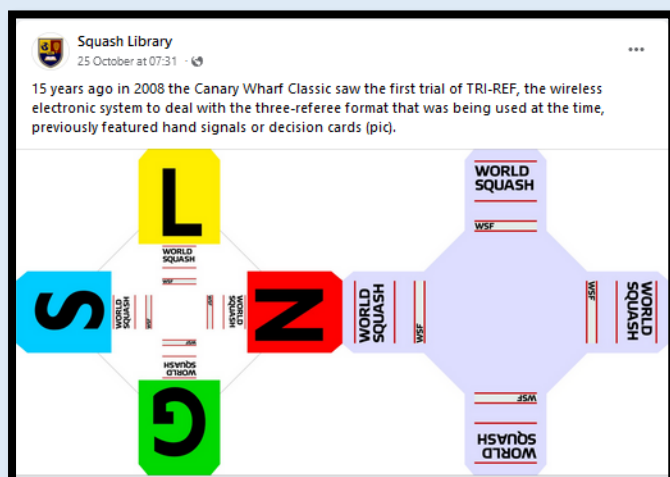 Squash Library
25 October at 07:31
15 years ago in 2008 the Canary Wharf Classic saw the first trial of TRI-REF, the wireless
electronic system to deal with the three-referee format that was being used at the time,
previously featured hand signals or decision cards (pic).
L
WORLD
SQUASH
WSF
S
WORLD
SQUASH
WSF
WSF
WORLD
SQUASH
N
WSF
WORLD
SQUASH
G
WORLD
SQUASH
WSF
WORLD
SQUASH
WSF
WSF
WORLD
SQUASH
WSF
WORLD
SQUASH